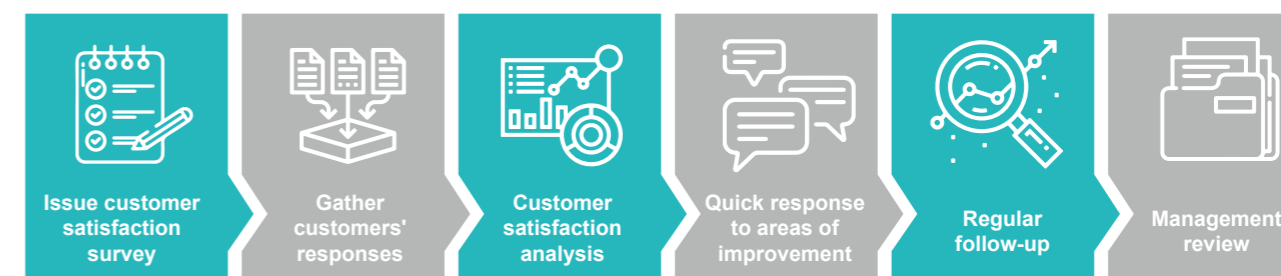 Issue customer
satisfaction
survey
Gather
customers'
responses
Customer
satisfaction
analysis
Quick response
to areas of
improvement
Regular
follow-up
Management
review